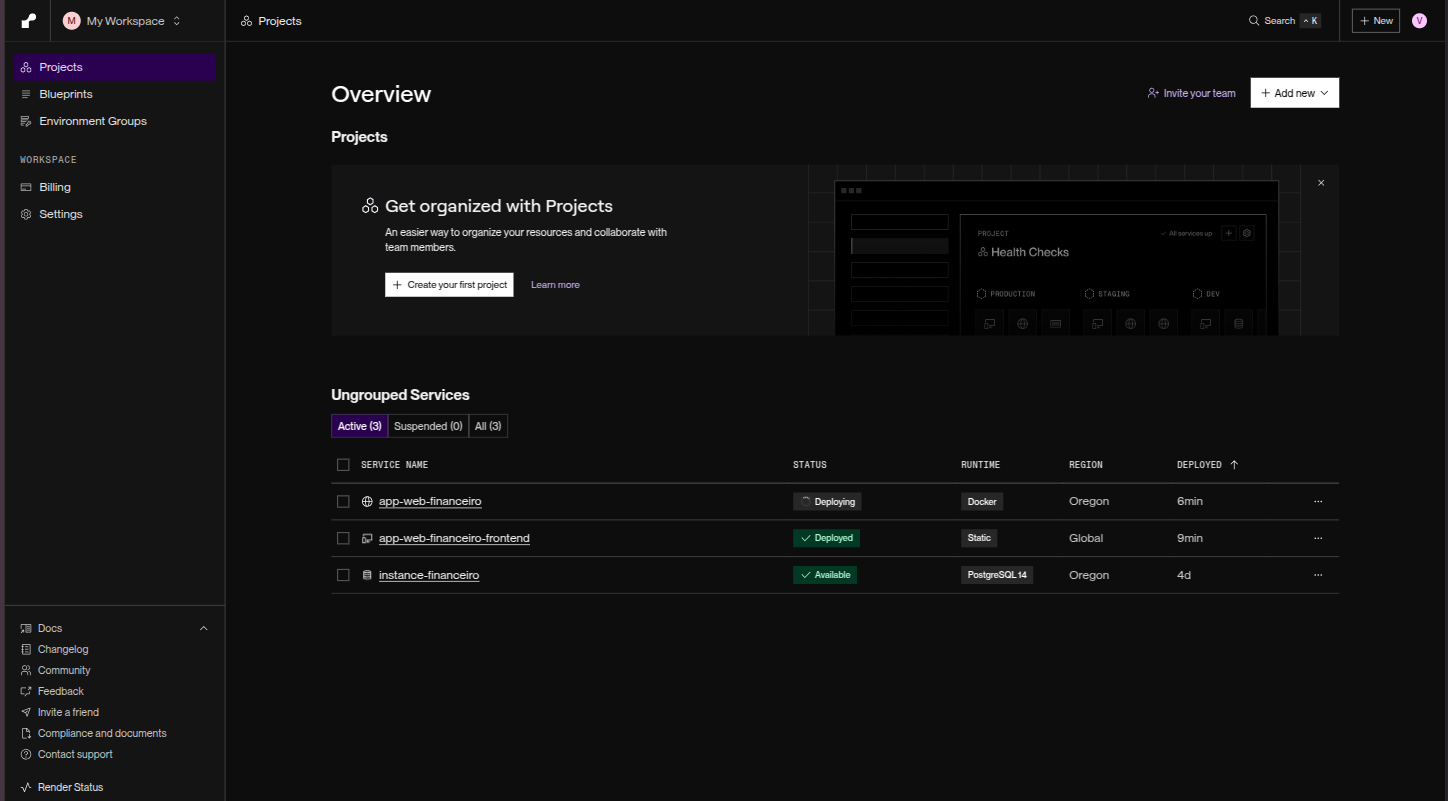 M My Workspace
Projects
Search ^ K
+ New
V
Projects
Blueprints
Environment Groups
WORKSPACE
Billing
Settings
Docs
Changelog
Community
Feedback
Invite a friend
Compliance and documents
Contact support
Render Status
Overview
Invite your team
+ Add new
Projects
Get organized with Projects
An easier way to organize your resources and collaborate with
team members.
+ Create your first project
Learn more
PROJECT
All services up
Health Checks
PRODUCTION
STAGING
DEV
Ungrouped Services
Active (3) Suspended (0) All (3)
SERVICE NAME STATUS RUNTIME REGION DEPLOYED
app-web-financeiro Deploying Docker Oregon 6min
app-web-financeiro-frontend Deployed Static Global 9min
instance-financeiro Available PostgreSQL 14 Oregon 4d